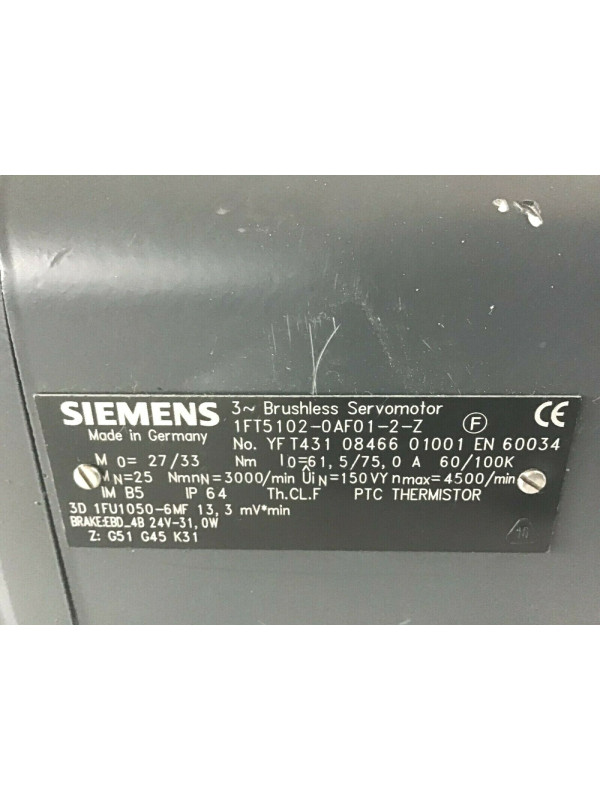 SIEMENS
3~ Brushless Servomotor
1FT5102-0AF01-2-Z
F
CE
Made in Germany
No. YF T431 08466 01001 EN 60034
M 0= 27/33 Nm I0=61, 5/75, 0 A 60/100K
MN=25 Nm nN=3000/min ÛiN=150VY nmax=4500/min
IM B5 IP 64 Th.CL.F PTC THERMISTOR
3D 1FU1050-6MF 13, 3 mV*min
BRAKE:EBD_4B 24V-31, 0W
Z: G51 G45 K31